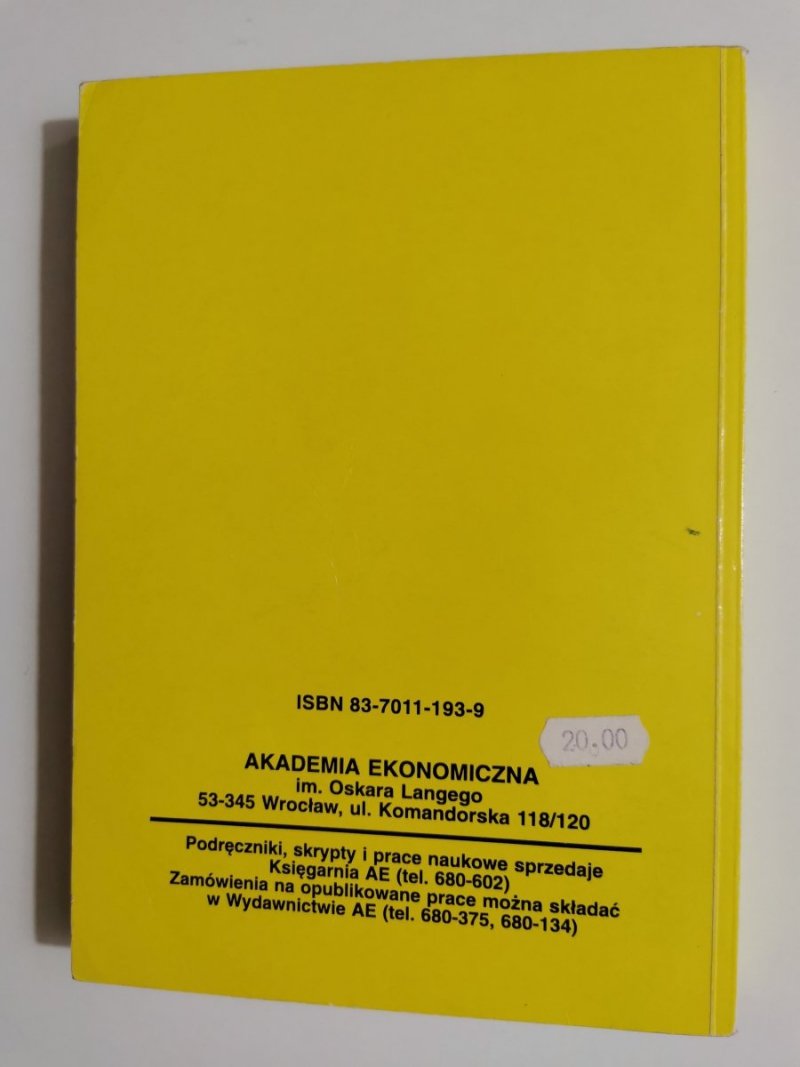 ISBN 83-7011-193-9
20.00
AKADEMIA EKONOMICZNA
im. Oskara Langego
53-345 Wrocław, ul. Komandorska 118/120
Podręczniki, skrypty i prace naukowe sprzedaje
Księgarnia AE (tel. 680-602)
Zamówienia na opublikowane prace można składać
w Wydawnictwie AE (tel. 680-375, 680-134)